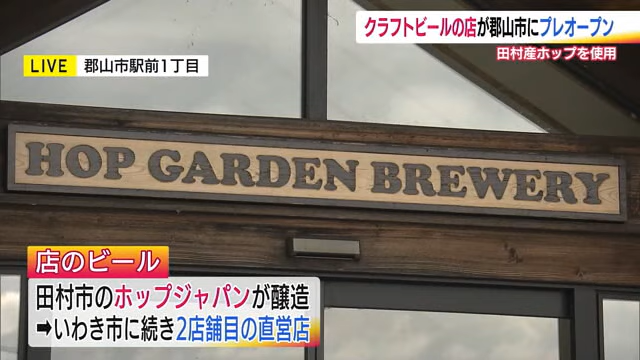 クラフトビールの店が郡山市にプレオープン
田村産ホップを使用
LIVE 郡山市駅前1丁目
HOP GARDEN BREWERY
店のビール
田村市のホップジャパンが醸造
➡いわき市に続き2店舗目の直営店